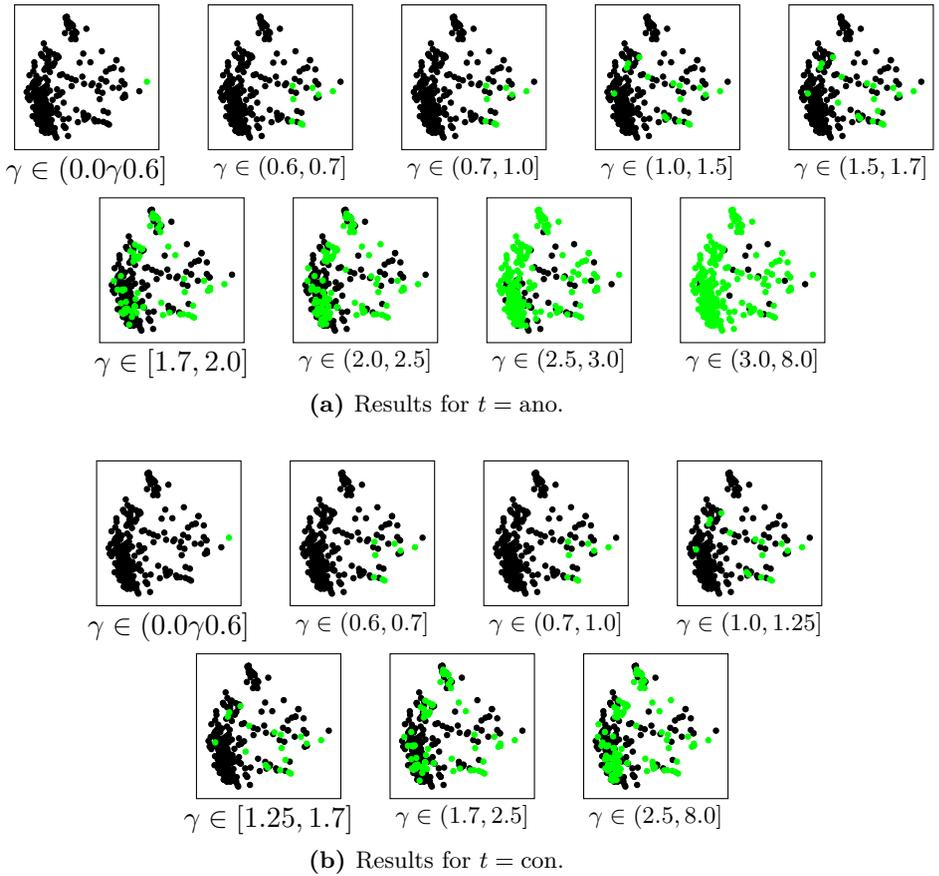 γ ∈ (0.0γ0.6] γ ∈ (0.6, 0.7] γ ∈ (0.7, 1.0] γ ∈ (1.0, 1.5] γ ∈ (1.5, 1.7]
γ ∈ [1.7, 2.0] γ ∈ (2.0, 2.5] γ ∈ (2.5, 3.0] γ ∈ (3.0, 8.0]
(a) Results for t = ano.
γ ∈ (0.0γ0.6] γ ∈ (0.6, 0.7] γ ∈ (0.7, 1.0] γ ∈ (1.0, 1.25]
γ ∈ [1.25, 1.7] γ ∈ (1.7, 2.5] γ ∈ (2.5, 8.0]
(b) Results for t = con.